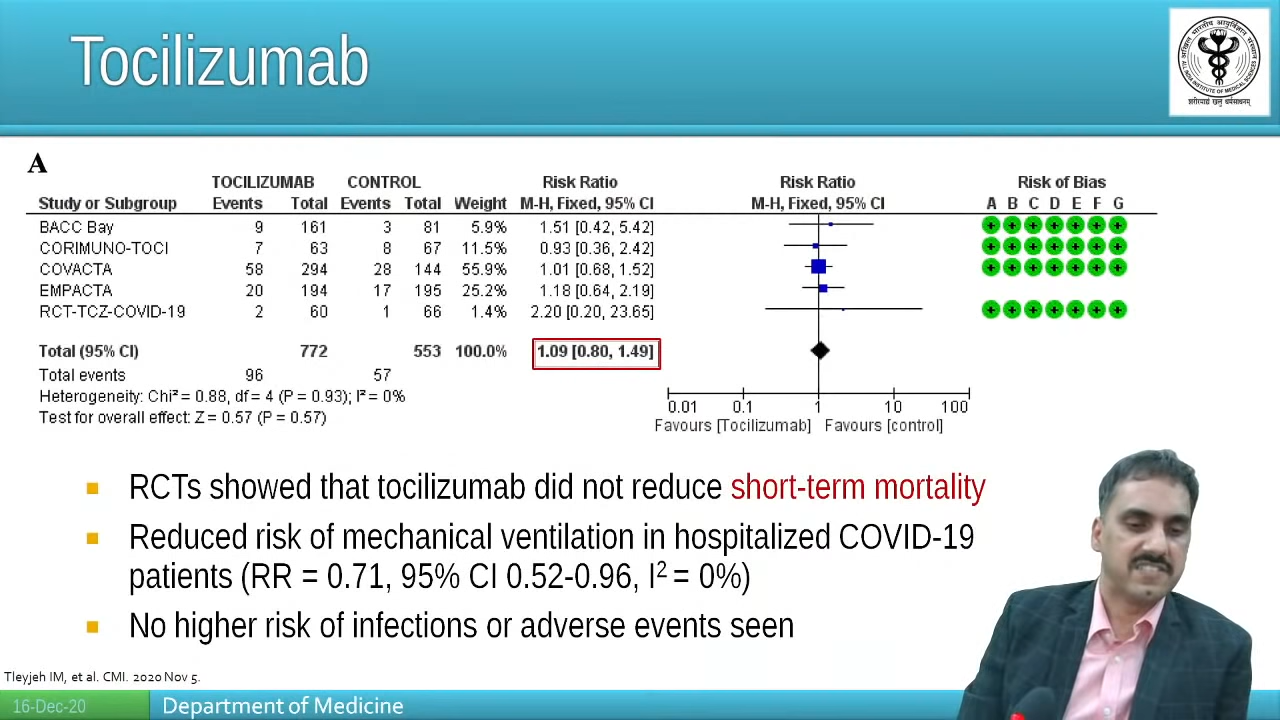 Tocilizumab
A
TOCILIZUMAB CONTROL Risk Ratio Risk Ratio Risk of Bias
Study or Subgroup Events Total Events Total Weight M-H, Fixed, 95% CI M-H, Fixed, 95% CI A B C D E F G
BACC Bay 9 161 3 81 5.9% 1.51 [0.42, 5.42]
CORIMUNO-TOCI 7 63 8 67 11.5% 0.93 [0.36, 2.42]
COVACTA 58 294 28 144 55.9% 1.01 [0.68, 1.52]
EMPACTA 20 194 17 195 25.2% 1.18 [0.64, 2.19]
RCT-TCZ-COVID-19 2 60 1 66 1.4% 2.20 [0.20, 23.65]
Total (95% CI) 772 553 100.0% 1.09 [0.80, 1.49]
Total events 96 57
Heterogeneity: Chi² = 0.88, df = 4 (P = 0.93); I² = 0%
Test for overall effect: Z = 0.57 (P = 0.57)
0.01 0.1 1 10 100
Favours [Tocilizumab] Favours [control]
■ RCTs showed that tocilizumab did not reduce short-term mortality
■ Reduced risk of mechanical ventilation in hospitalized COVID-19
patients (RR = 0.71, 95% CI 0.52-0.96, I² = 0%)
■ No higher risk of infections or adverse events seen
Tleyjeh IM, et al. CMI. 2020 Nov 5.
16-Dec-20 Department of Medicine